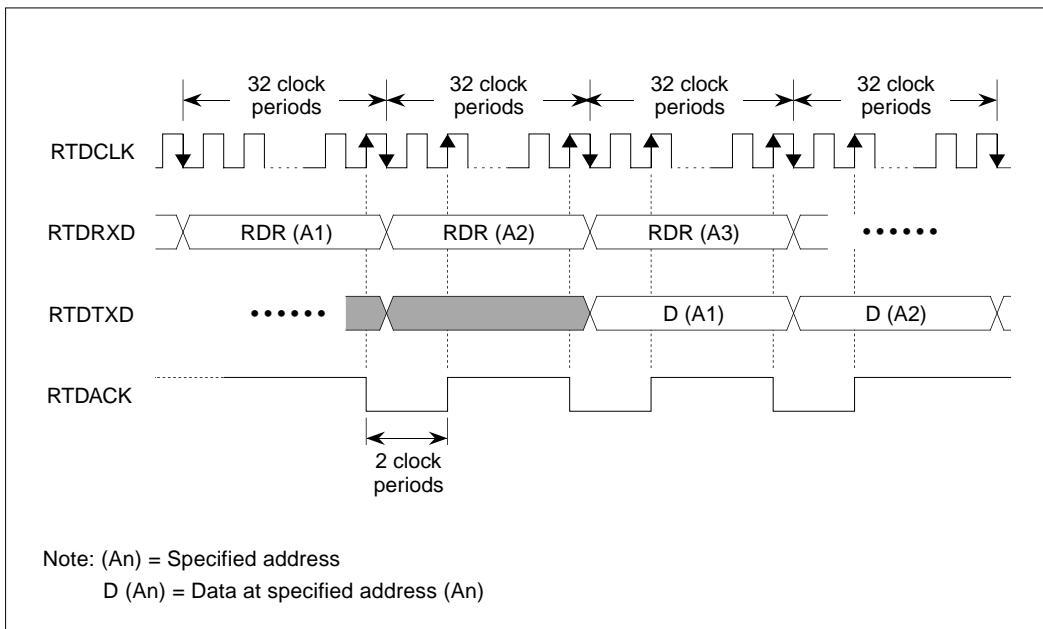 32 clock periods
32 clock periods
32 clock periods
32 clock periods
RTDCLK
RTDRXD
RDR (A1)
RDR (A2)
RDR (A3)
RTDTXD
D (A1)
D (A2)
RTDACK
2 clock
periods
Note: (An) = Specified address
D (An) = Data at specified address (An)